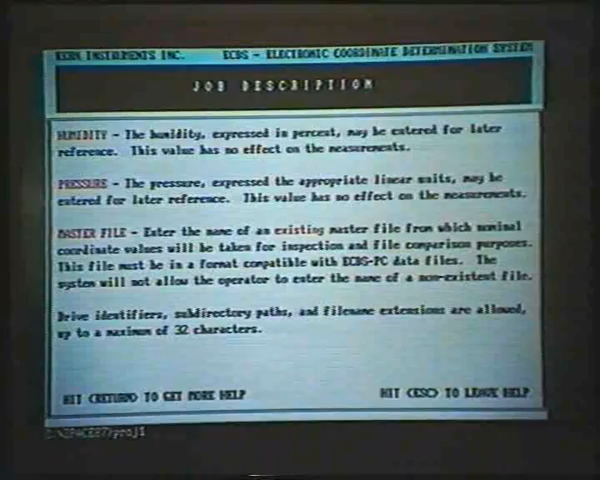 KERN INSTRUMENTS INC. ECDS - ELECTRONIC COORDINATE DETERMINATION SYSTEM
JOB DESCRIPTION
HUMIDITY - The humidity, expressed in percent, may be entered for later
reference. This value has no effect on the measurements.
PRESSURE - The pressure, expressed the appropriate linear units, may be
entered for later reference. This value has no effect on the measurements.
MASTER FILE - Enter the name of an existing master file from which nominal
coordinate values will be taken for inspection and file comparison purposes.
This file must be in a format compatible with ECDS-PC data files. The
system will not allow the operator to enter the name of a non-existent file.
Drive identifiers, subdirectory paths, and filename extensions are allowed,
up to a maximum of 32 characters.
HIT <RETURN> TO GET MORE HELP HIT <ESC> TO LEAVE HELP